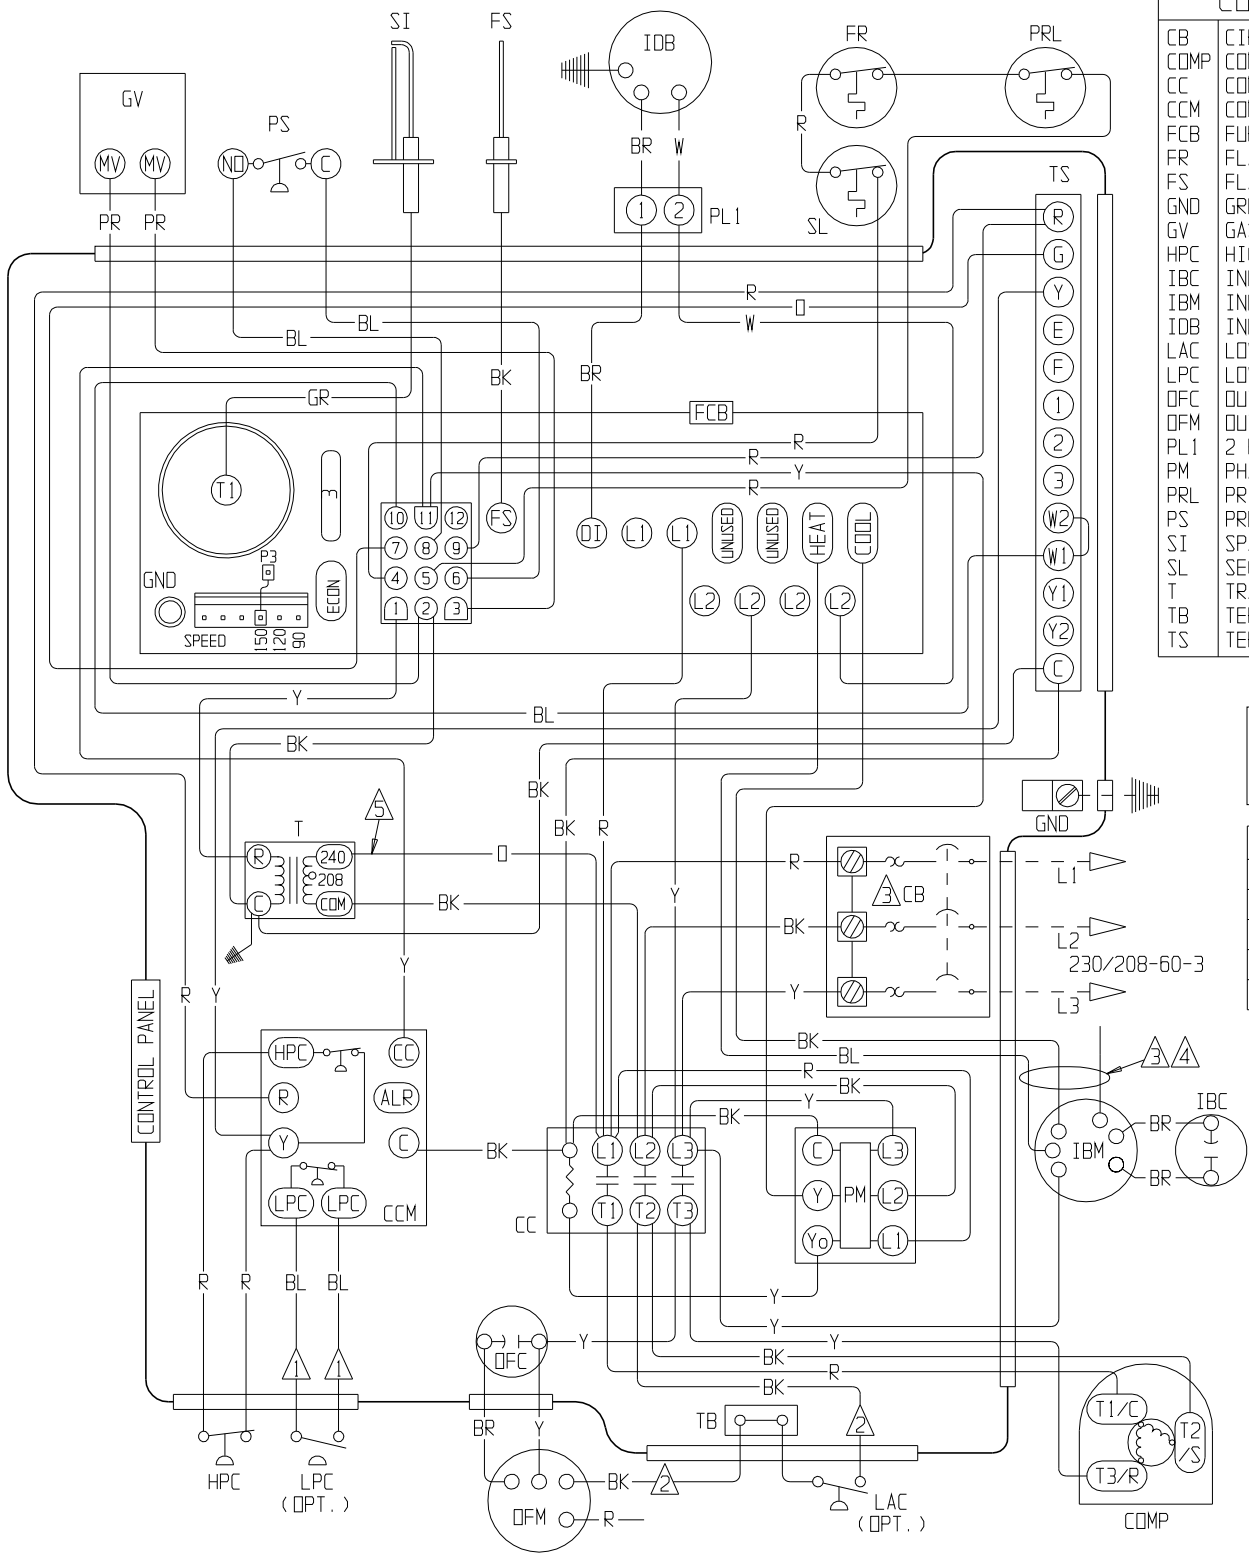 SI
FS
IDB
FR
PRL
GV
PS
MV
MV
NO
C
BR
W
R
PR
PR
1
2
PL1
SL
TS
CB
COMP
CC
CCM
FCB
FR
FS
GND
GV
HPC
IBC
IBM
IDB
LAC
LPC
OFC
OFM
PL1
PM
PRL
PS
SI
SL
T
TB
TS
R
G
Y
E
F
1
2
3
W2
W1
Y1
Y2
C
R
O
BL
BL
W
BK
BR
GR
FCB
R
R
Y
R
T1
3
P3
GND
ECON
SPEED
150
120
90
10
11
12
7
8
9
4
5
6
1
2
3
FS
DI
L1
L1
UNUSED
UNUSED
HEAT
COOL
L2
L2
L2
L2
Y
BL
BK
BK
BK
R
GND
T
5
R
240
208
C
COM
O
BK
Y
R
3
CB
BK
Y
L1
L2
230/208-60-3
L3
CONTROL PANEL
R
Y
Y
HPC
CC
R
ALR
Y
C
LPC
LPC
CCM
BK
BK
BL
R
BK
Y
BK
3
4
IBC
BR
IBM
BR
L1
L2
L3
T1
T2
T3
CC
C
L3
Y
PM
L2
Yo
L1
R
R
BL
BL
1
1
Y
Y
Y
BK
R
BK
OFC
Y
HPC
LPC
(OPT.)
BR
Y
OFM
BK
2
R
TB
2
LAC
(OPT.)
T1/C
T2
/S
T3/R
COMP